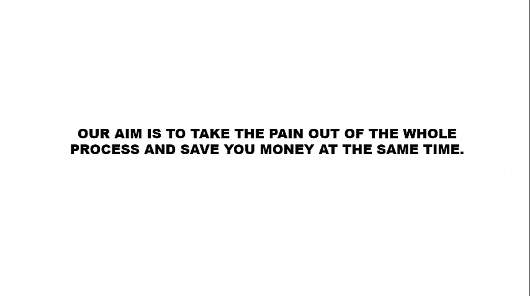 OUR AIM IS TO TAKE THE PAIN OUT OF THE WHOLE
PROCESS AND SAVE YOU MONEY AT THE SAME TIME.